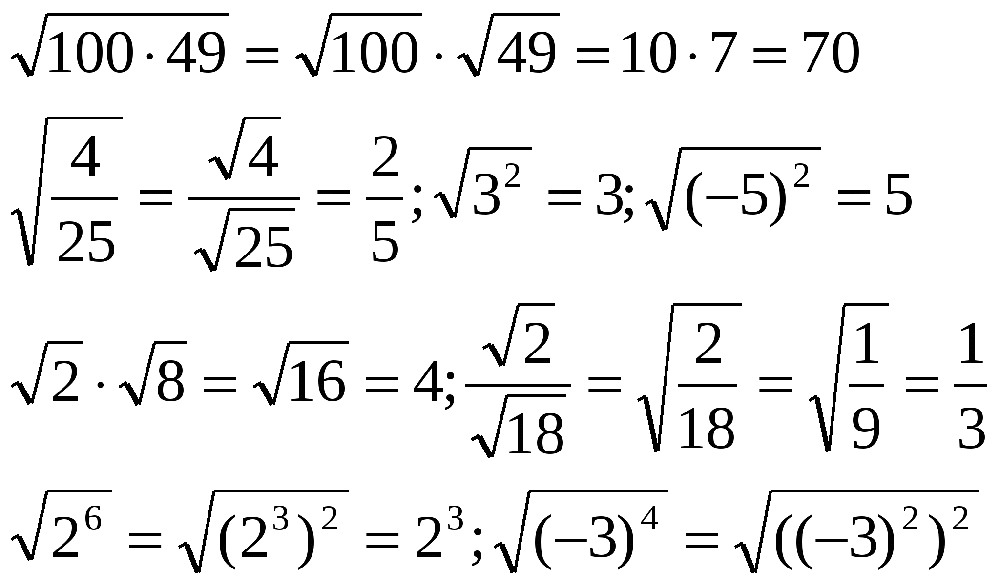 √(100 · 49) = √100 · √49 = 10 · 7 = 70
√(4/25) = √4/√25 = 2/5; √(3²) = 3; √((−5)²) = 5
√2 · √8 = √16 = 4; √2/√18 = √(2/18) = √(1/9) = 1/3
√(2⁶) = √((2³)²) = 2³; √((−3)⁴) = √(((−3)²)²)